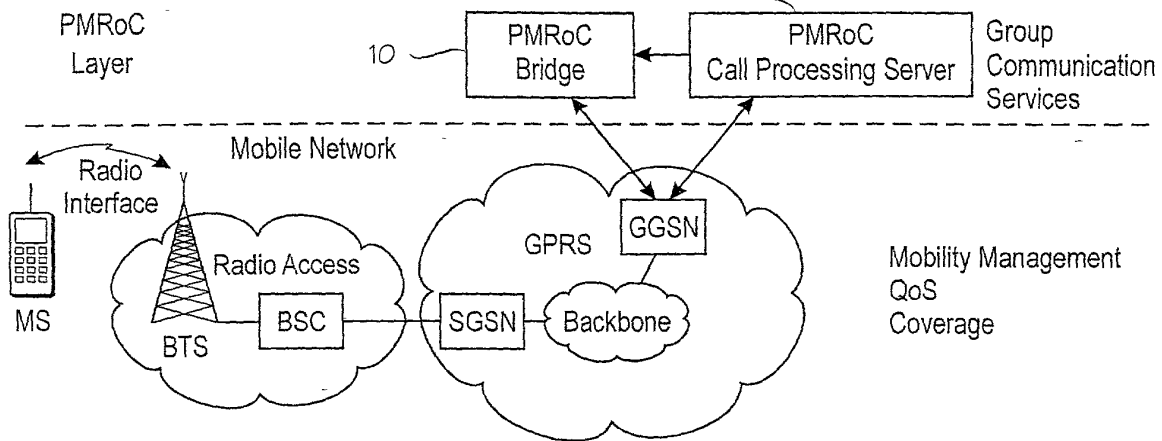 PMRoC
Layer
10
PMRoC
Bridge
PMRoC
Call Processing Server
Group
Communication
Services
Mobile Network
Radio
Interface
MS
Radio Access
BTS
BSC
GPRS
GGSN
SGSN
Backbone
Mobility Management
QoS
Coverage